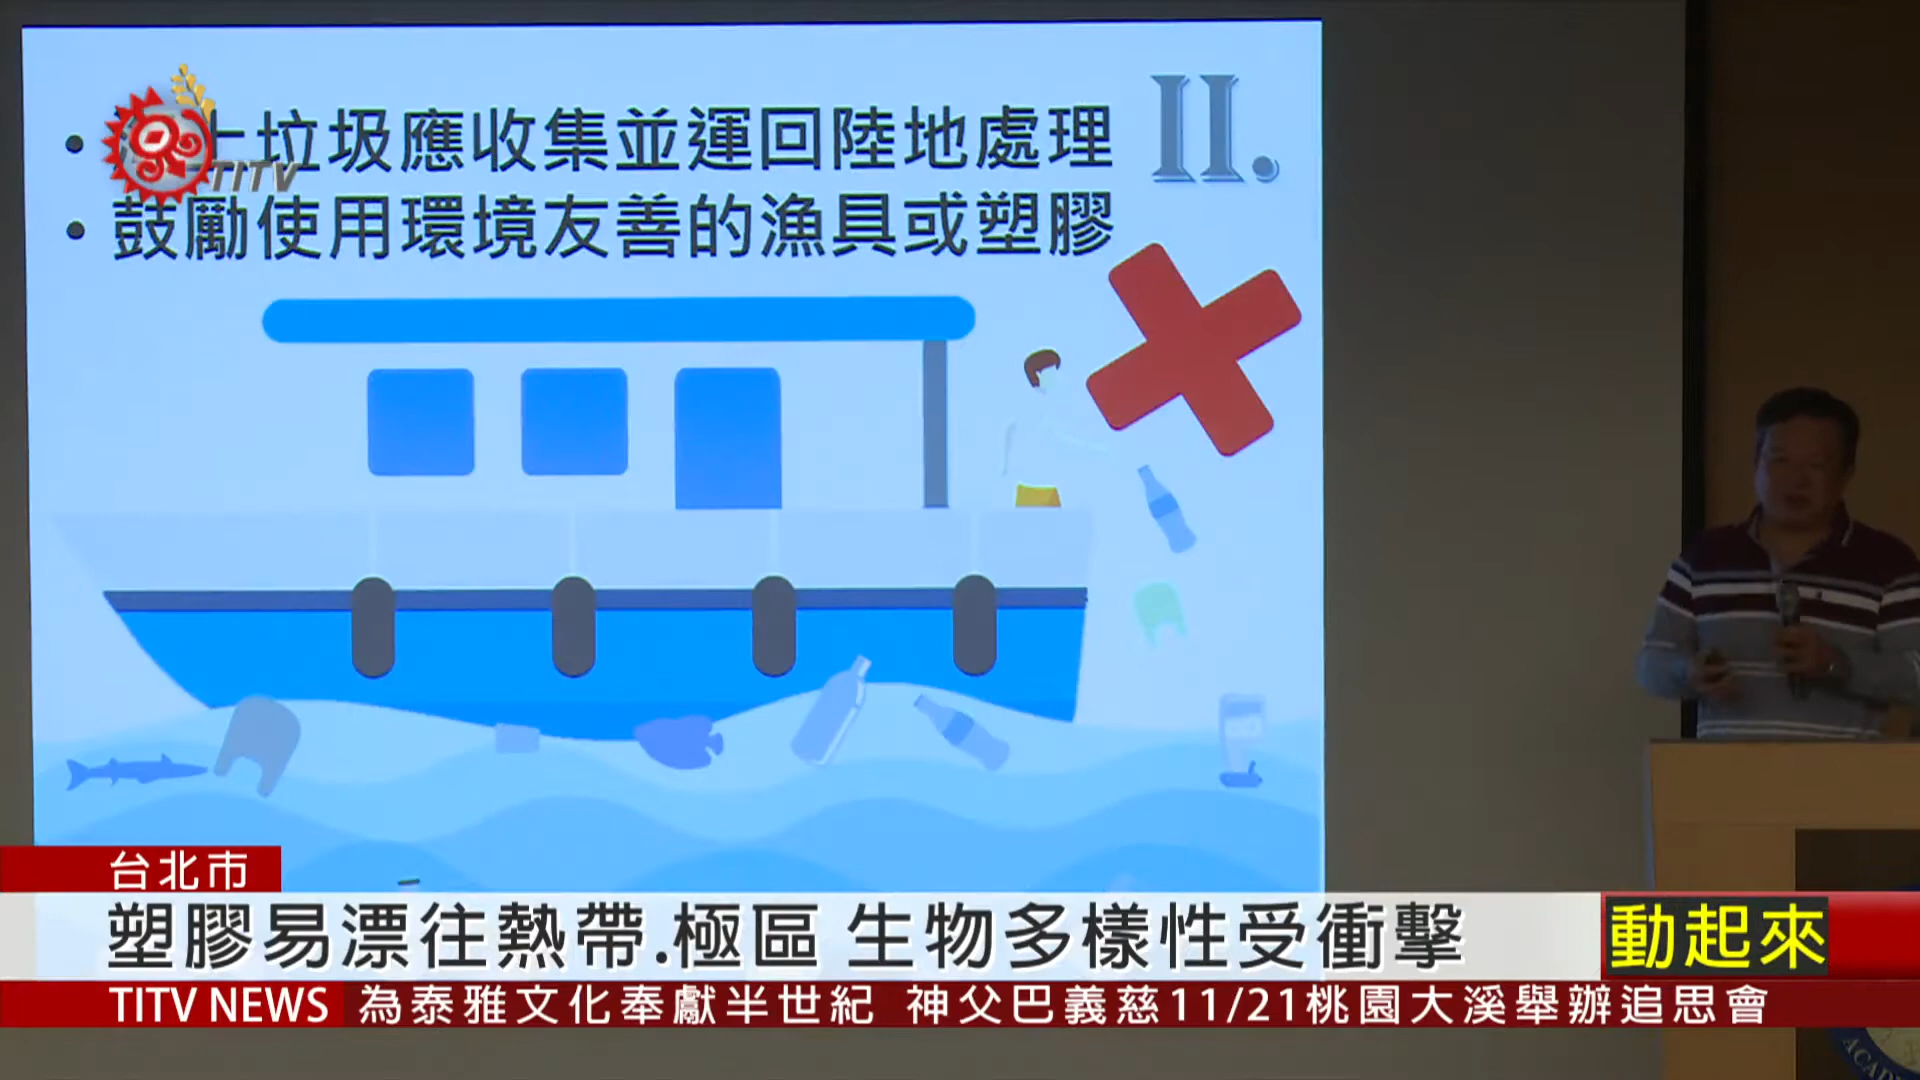 上垃圾應收集並運回陸地處理
II.
TITV
鼓勵使用環境友善的漁具或塑膠
台北市
塑膠易漂往熱帶.極區 生物多樣性受衝擊
動起來
TITV NEWS
為泰雅文化奉獻半世紀 神父巴義慈11/21桃園大溪舉辦追思會